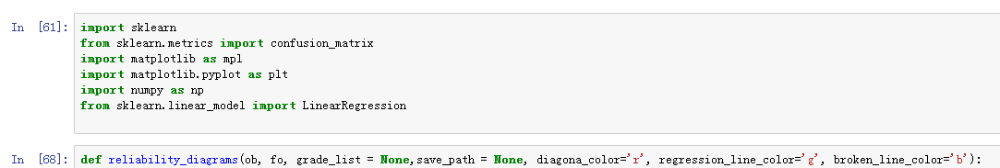 In [61]: import sklearn
from sklearn.metrics import confusion_matrix
import matplotlib as mpl
import matplotlib.pyplot as plt
import numpy as np
from sklearn.linear_model import LinearRegression
In [68]: def reliability_diagrams(ob, fo, grade_list = None,save_path = None, diagona_color='r', regression_line_color='g', broken_line_color='b'):